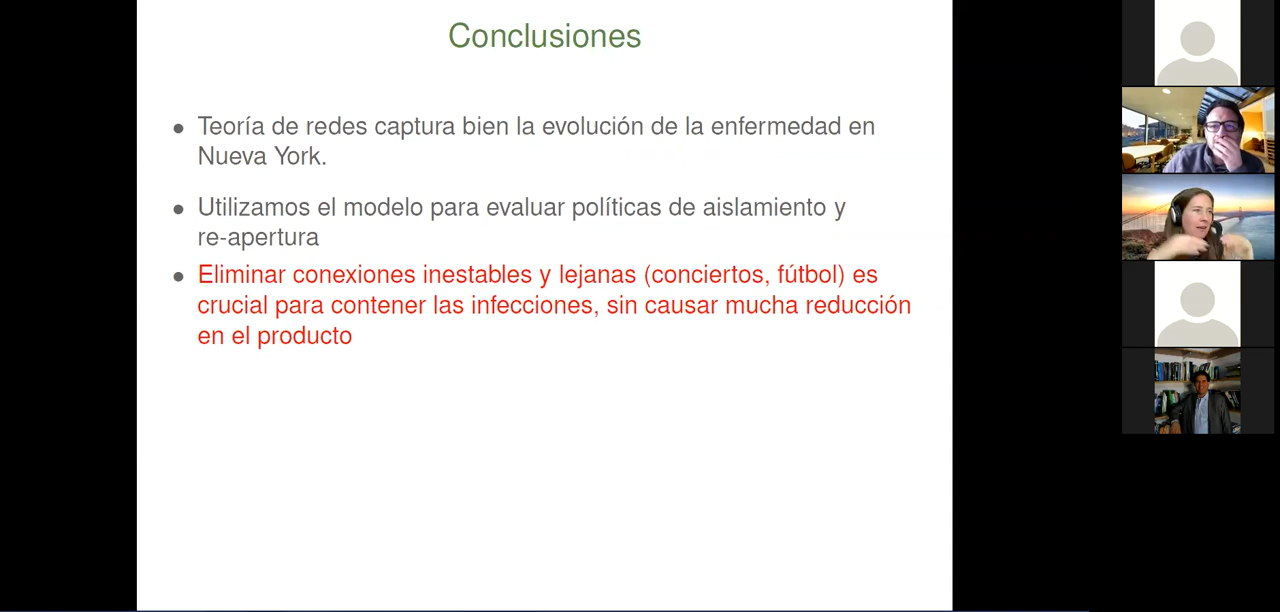 Conclusiones
• Teoría de redes captura bien la evolución de la enfermedad en
Nueva York.
• Utilizamos el modelo para evaluar políticas de aislamiento y
re-apertura
• Eliminar conexiones inestables y lejanas (conciertos, fútbol) es
crucial para contener las infecciones, sin causar mucha reducción
en el producto